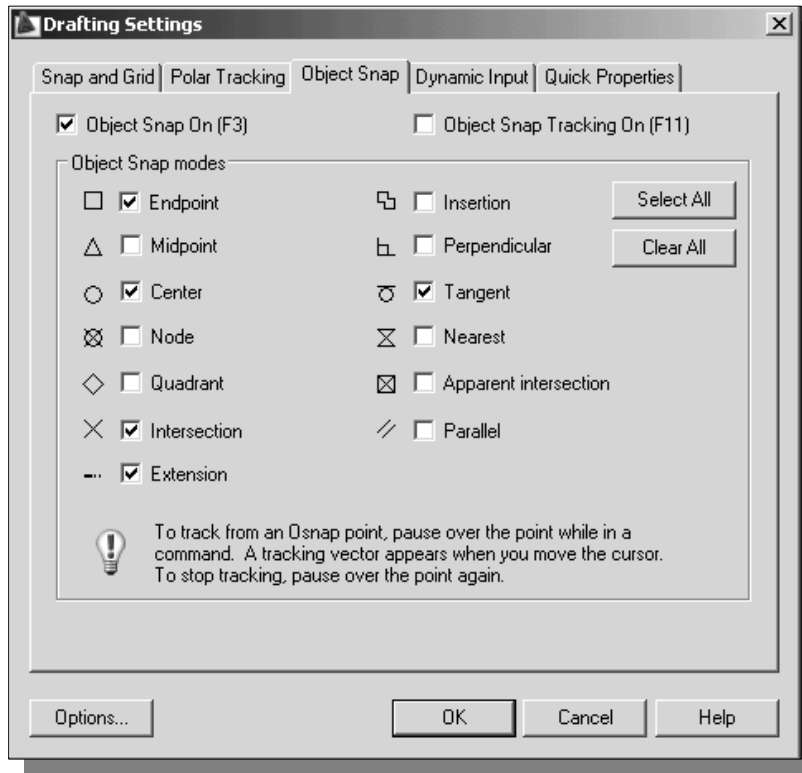 Drafting Settings
Snap and Grid Polar Tracking Object Snap Dynamic Input Quick Properties
Object Snap On (F3) Object Snap Tracking On (F11)
Object Snap modes
Endpoint Insertion Select All
Midpoint Perpendicular Clear All
Center Tangent
Node Nearest
Quadrant Apparent intersection
Intersection Parallel
Extension
To track from an Osnap point, pause over the point while in a
command. A tracking vector appears when you move the cursor.
To stop tracking, pause over the point again.
Options... OK Cancel Help